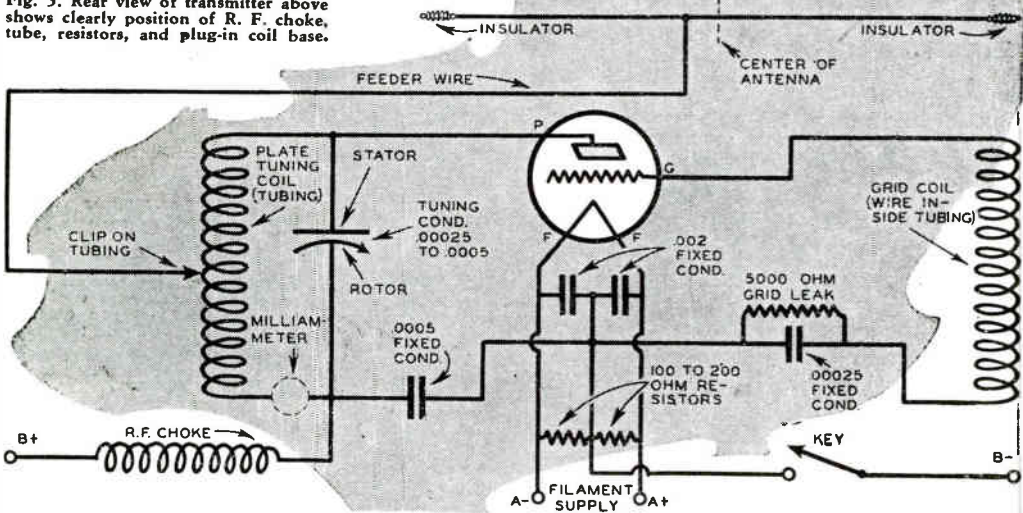 Fig. 3. Rear view of transmitter above
shows clearly position of R. F. choke,
tube, resistors, and plug-in coil base.
INSULATOR
INSULATOR
CENTER OF
ANTENNA
FEEDER WIRE
P
G
F
F
PLATE
TUNING
COIL
(TUBING)
STATOR
TUNING
COND.
.00025
TO .0005
ROTOR
CLIP ON
TUBING
MILLIAM-
METER
.0005
FIXED
COND.
.002
FIXED
COND.
5000 OHM
GRID LEAK
GRID COIL
(WIRE IN-
SIDE TUBING)
.00025
FIXED
COND.
100 TO 200
OHM RE-
SISTORS
R.F. CHOKE
B+
KEY
B-
A-
FILAMENT
SUPPLY
A+